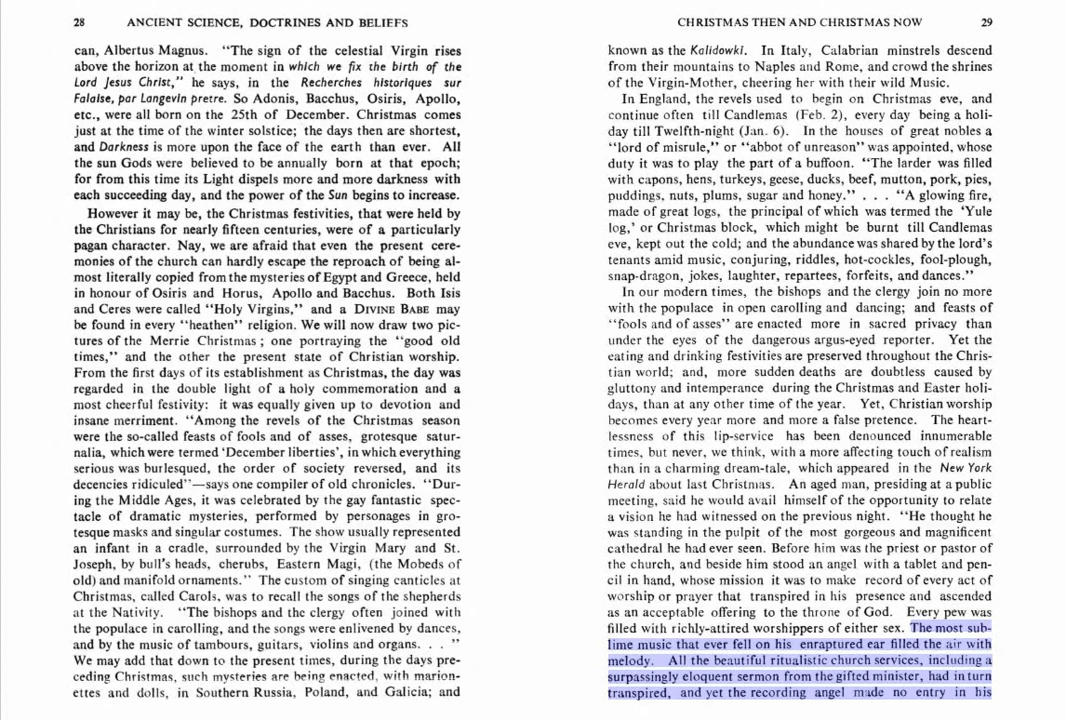 28 ANCIENT SCIENCE, DOCTRINES AND BELIEFS
can, Albertus Magnus. “The sign of the celestial Virgin rises
above the horizon at the moment in which we fix the birth of the
Lord Jesus Christ,” he says, in the Recherches historiques sur
Falaise, par Langevin pretre. So Adonis, Bacchus, Osiris, Apollo,
etc., were all born on the 25th of December. Christmas comes
just at the time of the winter solstice; the days then are shortest,
and Darkness is more upon the face of the earth than ever. All
the sun Gods were believed to be annually born at that epoch;
for from this time its Light dispels more and more darkness with
each succeeding day, and the power of the Sun begins to increase.
However it may be, the Christmas festivities, that were held by
the Christians for nearly fifteen centuries, were of a particularly
pagan character. Nay, we are afraid that even the present cere-
monies of the church can hardly escape the reproach of being al-
most literally copied from the mysteries of Egypt and Greece, held
in honour of Osiris and Horus, Apollo and Bacchus. Both Isis
and Ceres were called “Holy Virgins,” and a DIVINE BABE may
be found in every “heathen” religion. We will now draw two pic-
tures of the Merrie Christmas; one portraying the “good old
times,” and the other the present state of Christian worship.
From the first days of its establishment as Christmas, the day was
regarded in the double light of a holy commemoration and a
most cheerful festivity: it was equally given up to devotion and
insane merriment. “Among the revels of the Christmas season
were the so-called feasts of fools and of asses, grotesque satur-
nalia, which were termed ‘December liberties’, in which everything
serious was burlesqued, the order of society reversed, and its
decencies ridiculed”—says one compiler of old chronicles. “Dur-
ing the Middle Ages, it was celebrated by the gay fantastic spec-
tacle of dramatic mysteries, performed by personages in gro-
tesque masks and singular costumes. The show usually represented
an infant in a cradle, surrounded by the Virgin Mary and St.
Joseph, by bull’s heads, cherubs, Eastern Magi, (the Mobeds of
old) and manifold ornaments.” The custom of singing canticles at
Christmas, called Carols, was to recall the songs of the shepherds
at the Nativity. “The bishops and the clergy often joined with
the populace in carolling, and the songs were enlivened by dances,
and by the music of tambours, guitars, violins and organs. . . ”
We may add that down to the present times, during the days pre-
ceding Christmas, such mysteries are being enacted, with marion-
ettes and dolls, in Southern Russia, Poland, and Galicia; and
CHRISTMAS THEN AND CHRISTMAS NOW 29
known as the Kalidowki. In Italy, Calabrian minstrels descend
from their mountains to Naples and Rome, and crowd the shrines
of the Virgin-Mother, cheering her with their wild Music.
In England, the revels used to begin on Christmas eve, and
continue often till Candlemas (Feb. 2), every day being a holi-
day till Twelfth-night (Jan. 6). In the houses of great nobles a
“lord of misrule,” or “abbot of unreason” was appointed, whose
duty it was to play the part of a buffoon. “The larder was filled
with capons, hens, turkeys, geese, ducks, beef, mutton, pork, pies,
puddings, nuts, plums, sugar and honey.” . . . “A glowing fire,
made of great logs, the principal of which was termed the ‘Yule
log,’ or Christmas block, which might be burnt till Candlemas
eve, kept out the cold; and the abundance was shared by the lord’s
tenants amid music, conjuring, riddles, hot-cockles, fool-plough,
snap-dragon, jokes, laughter, repartees, forfeits, and dances.”
In our modern times, the bishops and the clergy join no more
with the populace in open carolling and dancing; and feasts of
“fools and of asses” are enacted more in sacred privacy than
under the eyes of the dangerous argus-eyed reporter. Yet the
eating and drinking festivities are preserved throughout the Chris-
tian world; and, more sudden deaths are doubtless caused by
gluttony and intemperance during the Christmas and Easter holi-
days, than at any other time of the year. Yet, Christian worship
becomes every year more and more a false pretence. The heart-
lessness of this lip-service has been denounced innumerable
times, but never, we think, with a more affecting touch of realism
than in a charming dream-tale, which appeared in the New York
Herald about last Christmas. An aged man, presiding at a public
meeting, said he would avail himself of the opportunity to relate
a vision he had witnessed on the previous night. “He thought he
was standing in the pulpit of the most gorgeous and magnificent
cathedral he had ever seen. Before him was the priest or pastor of
the church, and beside him stood an angel with a tablet and pen-
cil in hand, whose mission it was to make record of every act of
worship or prayer that transpired in his presence and ascended
as an acceptable offering to the throne of God. Every pew was
filled with richly-attired worshippers of either sex. The most sub-
lime music that ever fell on his enraptured ear filled the air with
melody. All the beautiful ritualistic church services, including a
surpassingly eloquent sermon from the gifted minister, had in turn
transpired, and yet the recording angel made no entry in his